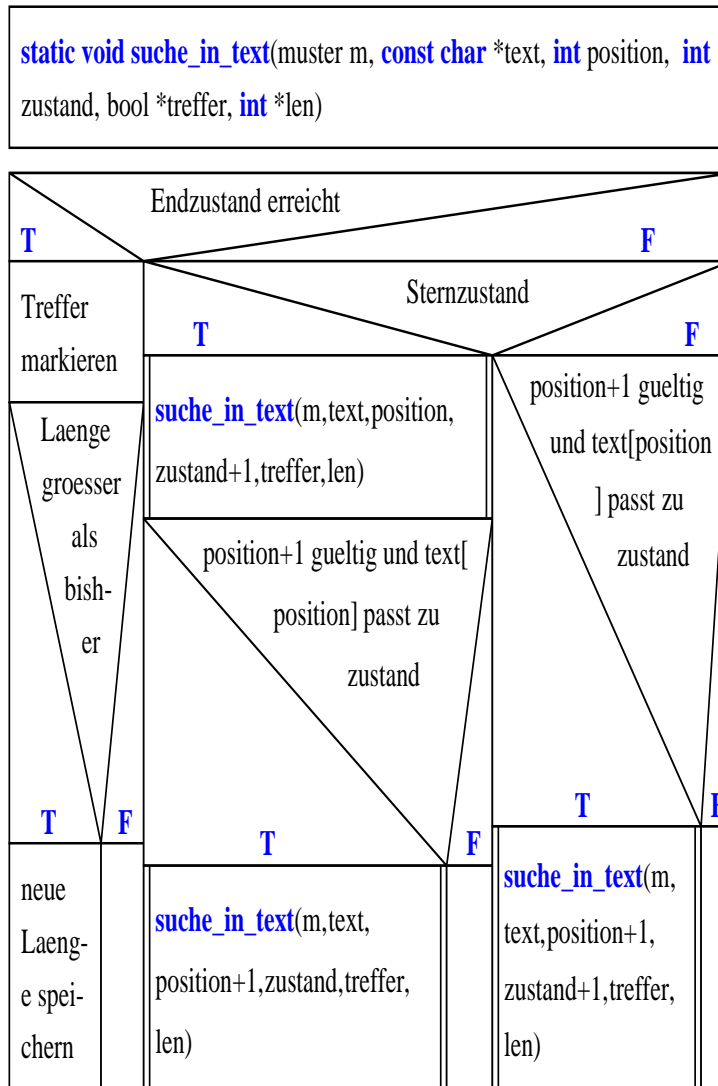 static void suche_in_text(muster m, const char *text, int position, int
zustand, bool *treffer, int *len)
Endzustand erreicht
T
F
Treffer
markieren
Sternzustand
T
F
Laenge
groesser
als
bish-
er
T
F
neue
Laeng-
e spei-
chern
suche_in_text(m,text,position,
zustand+1,treffer,len)
position+1 gueltig und text[
position] passt zu
zustand
T
F
suche_in_text(m,text,
position+1,zustand,treffer,
len)
position+1 gueltig
und text[position
] passt zu
zustand
T
F
suche_in_text(m,
text,position+1,
zustand+1,treffer,
len)